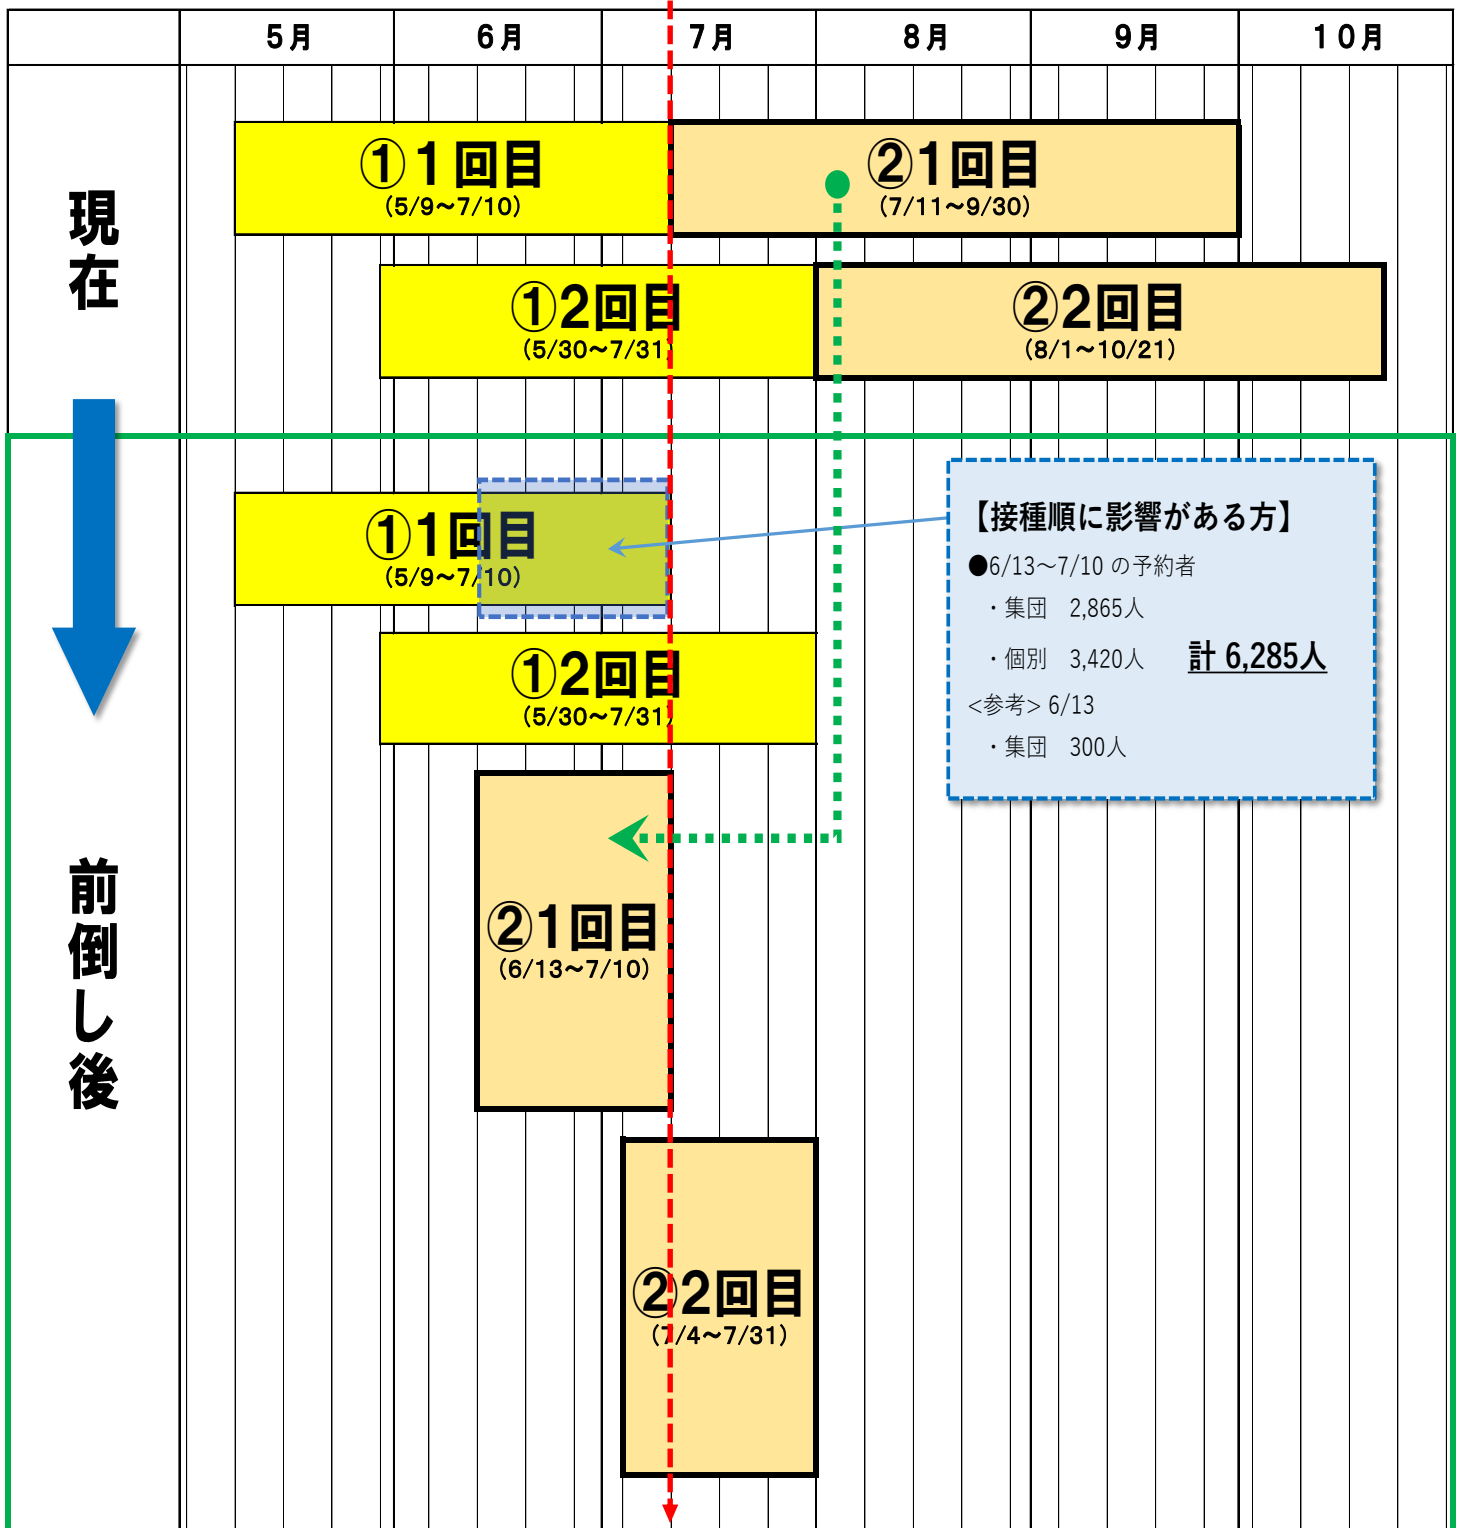 5月 6月 7月 8月 9月 10月
現在
①1回目
（5/9～7/10）
②1回目
（7/11～9/30）
①2回目
（5/30～7/31）
②2回目
（8/1～10/21）
前倒し後
①1回目
（5/9～7/10）
①2回目
（5/30～7/31）
【接種順に影響がある方】
●6/13～7/10 の予約者
・集団　2,865人
・個別　3,420人　計 6,285人
<参考> 6/13
・集団　300人
②1回目
（6/13～7/10）
②2回目
（7/4～7/31）